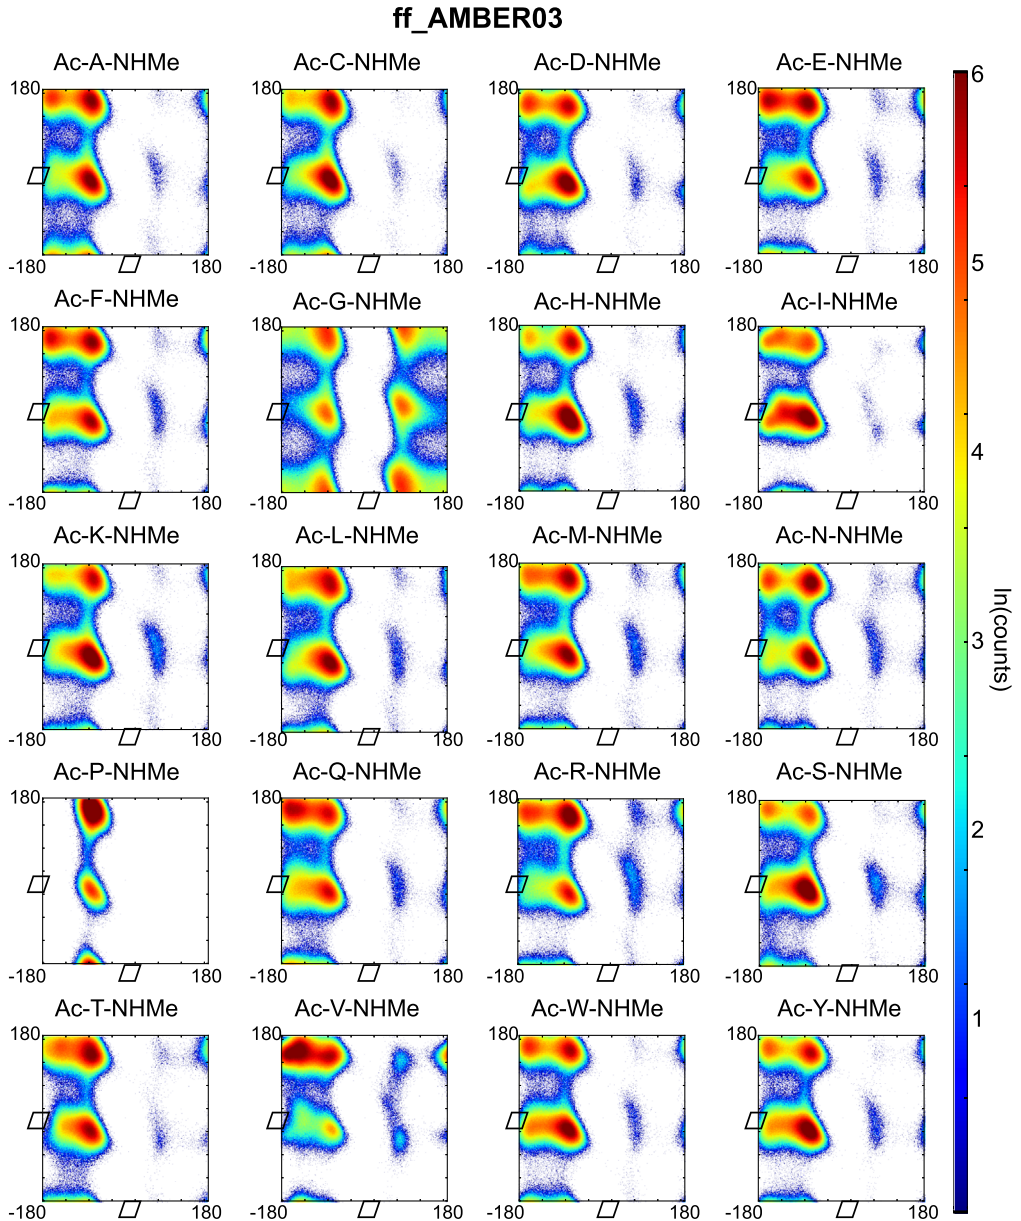 ff_AMBER03
Ac-A-NHMe Ac-C-NHMe Ac-D-NHMe Ac-E-NHMe
180 180 180 180 6
-180 180 -180 180 -180 180 -180 180 5
Ac-F-NHMe Ac-G-NHMe Ac-H-NHMe Ac-I-NHMe
180 180 180 180
4
-180 180 -180 180 -180 180 -180 180
Ac-K-NHMe Ac-L-NHMe Ac-M-NHMe Ac-N-NHMe
180 180 180 180
ln(counts)
3
-180 180 -180 180 -180 180 -180 180
Ac-P-NHMe Ac-Q-NHMe Ac-R-NHMe Ac-S-NHMe
180 180 180 180
2
-180 180 -180 180 -180 180 -180 180
Ac-T-NHMe Ac-V-NHMe Ac-W-NHMe Ac-Y-NHMe
1
180 180 180 180
-180 180 -180 180 -180 180 -180 180